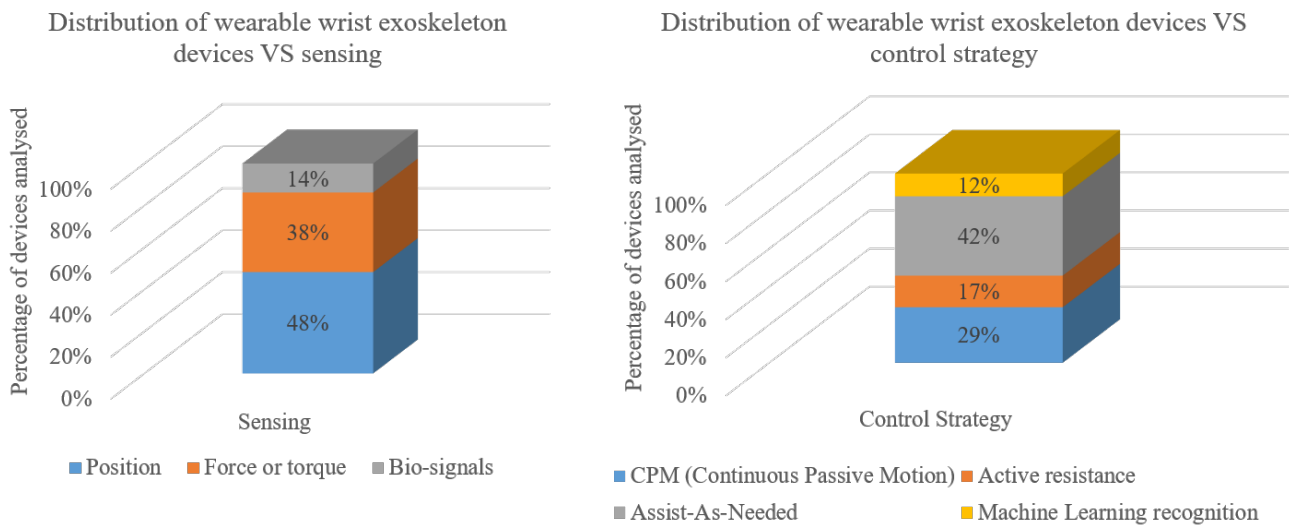 Distribution of wearable wrist exoskeleton
devices VS sensing
Percentage of devices analysed
100%
80%
60%
40%
20%
0%
14%
38%
48%
Sensing
Position
Force or torque
Bio-signals
Distribution of wearable wrist exoskeleton devices VS
control strategy
Percentage of devices analysed
100%
80%
60%
40%
20%
0%
12%
42%
17%
29%
Control Strategy
CPM (Continuous Passive Motion)
Active resistance
Assist-As-Needed
Machine Learning recognition